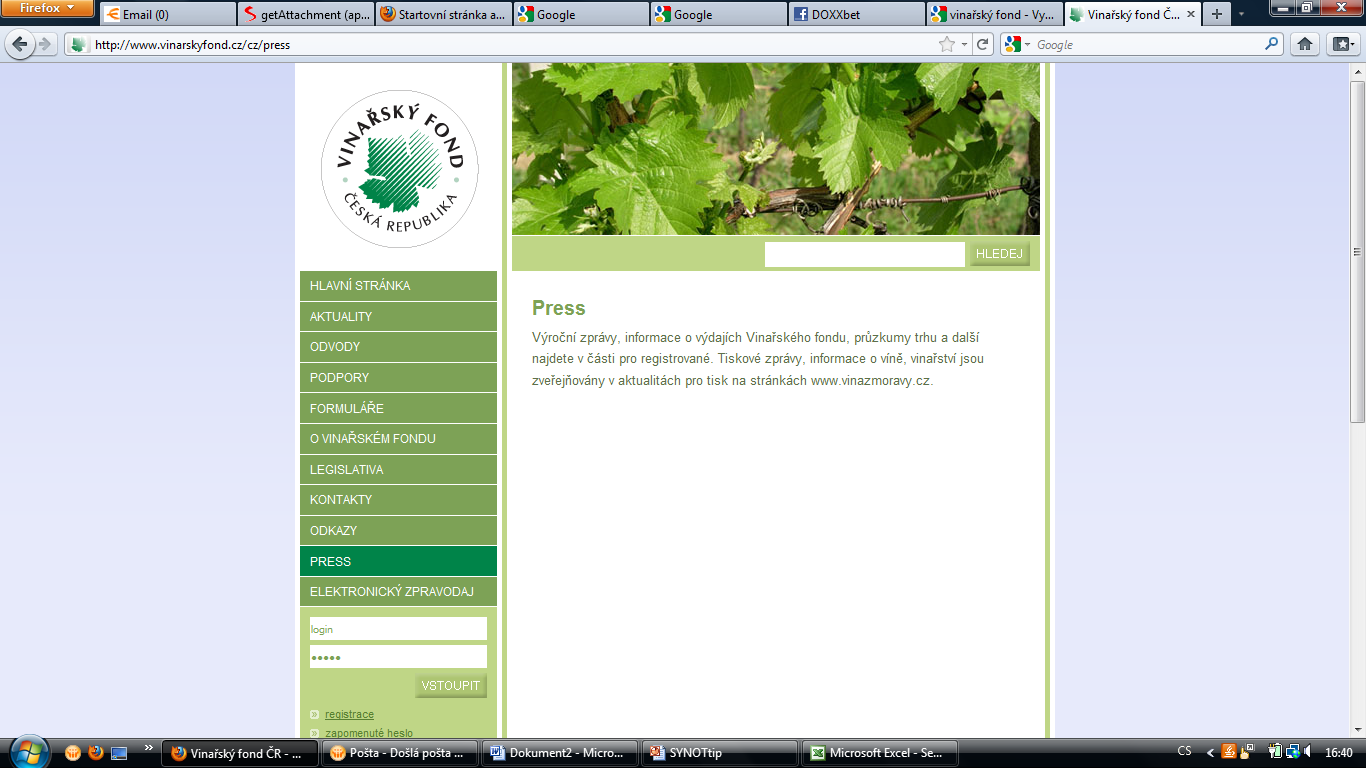 Firefox
Email (0)
getAttachment (ap...
Startovní stránka a...
Google
Google
DOXXbet
vinařský fond - Vy...
Vinařský fond Č...
http://www.vinarskyfond.cz/cz/press
Google
VINAŘSKÝ FOND
ČESKÁ REPUBLIKA
HLEDEJ
HLAVNÍ STRÁNKA
AKTUALITY
ODVODY
PODPORY
FORMULÁŘE
O VINAŘSKÉM FONDU
LEGISLATIVA
KONTAKTY
ODKAZY
PRESS
ELEKTRONICKÝ ZPRAVODAJ
login
•••••
VSTOUPIT
registrace
zapomenuté heslo
Press
Výroční zprávy, informace o výdajích Vinařského fondu, průzkumy trhu a další
najdete v části pro registrované. Tiskové zprávy, informace o víně, vinařství jsou
zveřejňovány v aktualitách pro tisk na stránkách www.vinazmoravy.cz.
Vinařský fond ČR - ...
Pošta - Došlá pošta ...
Dokument2 - Micro...
SYNOTtip
Microsoft Excel - Se...
CS
16:40